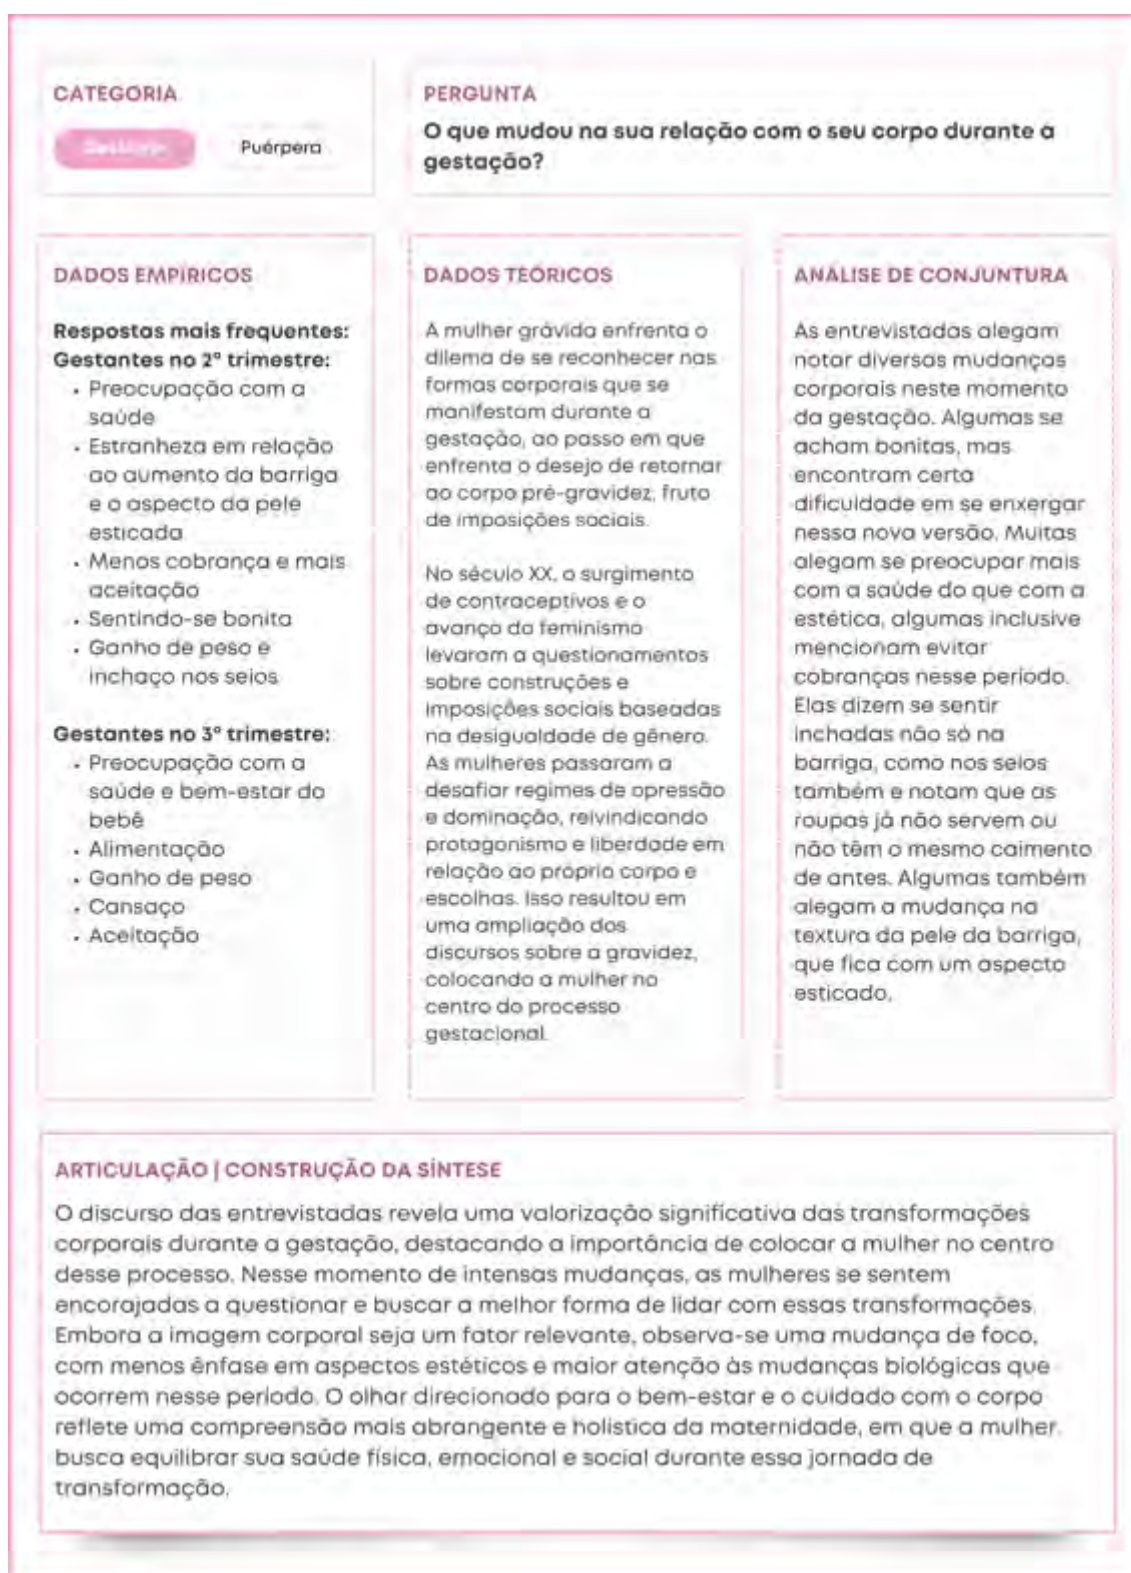 CATEGORIA
Puérpera
PERGUNTA
O que mudou na sua relação com o seu corpo durante a
gestação?
DADOS EMPÍRICOS
Respostas mais frequentes:
Gestantes no 2º trimestre:
• Preocupação com a
saúde
• Estranheza em relação
ao aumento da barriga
e o aspecto da pele
esticada
• Menos cobrança e mais
aceitação
• Sentindo-se bonita
• Ganho de peso e
inchaço nos seios
Gestantes no 3º trimestre:
• Preocupação com a
saúde e bem-estar do
bebê
• Alimentação
• Ganho de peso
• Cansaço
• Aceitação
DADOS TEÓRICOS
A mulher grávida enfrenta o
dilema de se reconhecer nas
formas corporais que se
manifestam durante a
gestação, ao passo em que
enfrenta o desejo de retornar
ao corpo pré-gravidez, fruto
de imposições sociais.
No século XX, o surgimento
de contraceptivos e o
avanço do feminismo
levaram a questionamentos
sobre construções e
imposições sociais baseadas
na desigualdade de gênero.
As mulheres passaram a
desafiar regimes de opressão
e dominação, reivindicando
protagonismo e liberdade em
relação ao próprio corpo e
escolhas. Isso resultou em
uma ampliação dos
discursos sobre a gravidez,
colocando a mulher no
centro do processo
gestacional.
ANÁLISE DE CONJUNTURA
As entrevistadas alegam
notar diversas mudanças
corporais neste momento
da gestação. Algumas se
acham bonitas, mas
encontram certa
dificuldade em se enxergar
nessa nova versão. Muitas
alegam se preocupar mais
com a saúde do que com a
estética, algumas inclusive
mencionam evitar
cobranças nesse período.
Elas dizem se sentir
inchadas não só na
barriga, como nos seios
também e notam que as
roupas já não servem ou
não têm o mesmo caimento
de antes. Algumas também
alegam a mudança na
textura da pele da barriga,
que fica com um aspecto
esticado.
ARTICULAÇÃO | CONSTRUÇÃO DA SÍNTESE
O discurso das entrevistadas revela uma valorização significativa das transformações
corporais durante a gestação, destacando a importância de colocar a mulher no centro
desse processo. Nesse momento de intensas mudanças, as mulheres se sentem
encorajadas a questionar e buscar a melhor forma de lidar com essas transformações.
Embora a imagem corporal seja um fator relevante, observa-se uma mudança de foco,
com menos ênfase em aspectos estéticos e maior atenção às mudanças biológicas que
ocorrem nesse período. O olhar direcionado para o bem-estar e o cuidado com o corpo
reflete uma compreensão mais abrangente e holística da maternidade, em que a mulher
busca equilibrar sua saúde física, emocional e social durante essa jornada de
transformação.